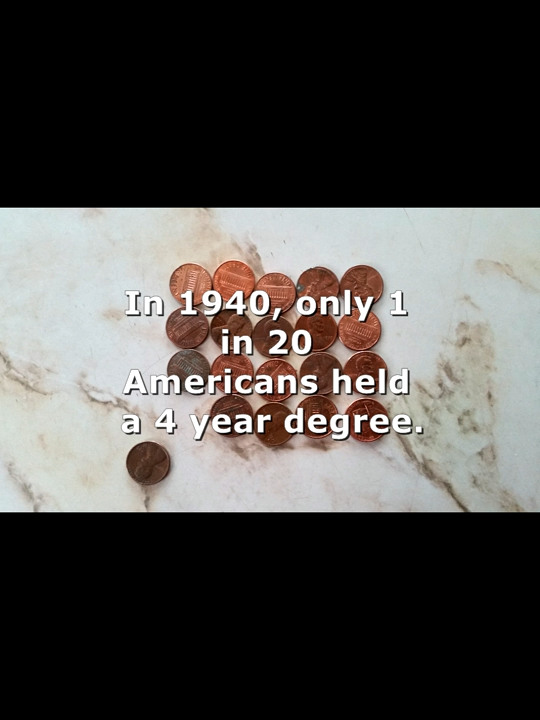 In 1940, only 1
in 20
Americans held
a 4 year degree.